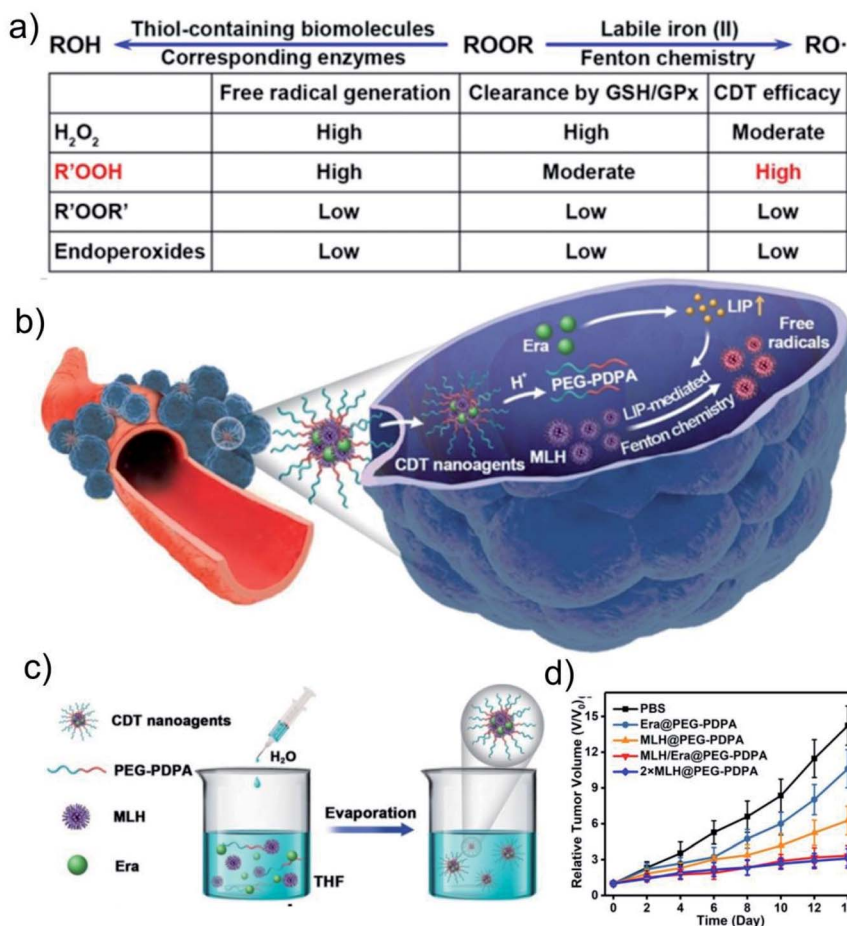 a)
ROH Thiol-containing biomolecules ROOR Labile iron (II) RO·
Corresponding enzymes Fenton chemistry
Free radical generation Clearance by GSH/GPx CDT efficacy
H₂O₂ High High Moderate
R'OOH High Moderate High
R'OOR' Low Low Low
Endoperoxides Low Low Low
b)
Era
LIP↑
Free
radicals
H⁺
PEG-PDPA
LIP-mediated
Fenton chemistry
MLH
CDT nanoagents
c)
CDT nanoagents
PEG-PDPA
MLH
Era
H₂O
THF
Evaporation
d)
Relative Tumor Volume (V/V₀)
15
12
9
6
3
0
PBS
Era@PEG-PDPA
MLH@PEG-PDPA
MLH/Era@PEG-PDPA
2×MLH@PEG-PDPA
0 2 4 6 8 10 12
Time (Day)